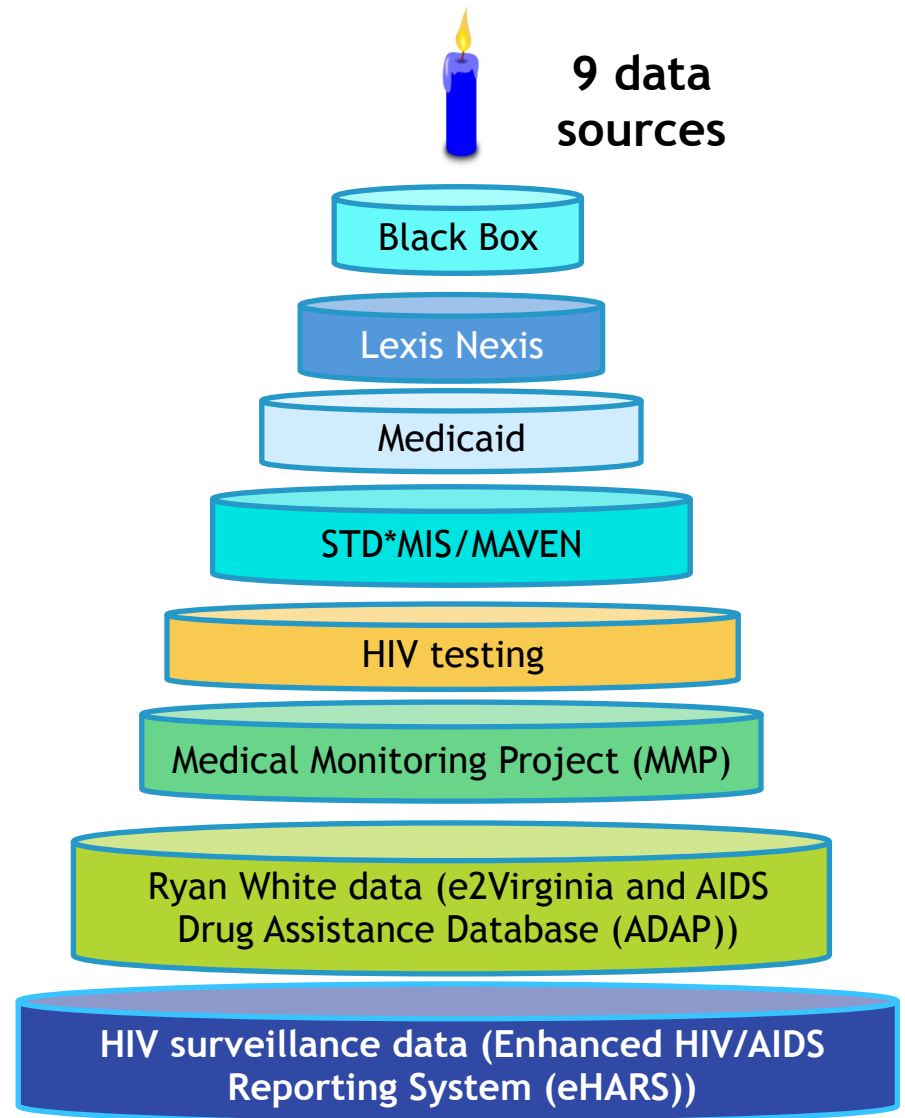 9 data
sources
Black Box
Lexis Nexis
Medicaid
STD*MIS/MAVEN
HIV testing
Medical Monitoring Project (MMP)
Ryan White data (e2Virginia and AIDS
Drug Assistance Database (ADAP))
HIV surveillance data (Enhanced HIV/AIDS
Reporting System (eHARS))